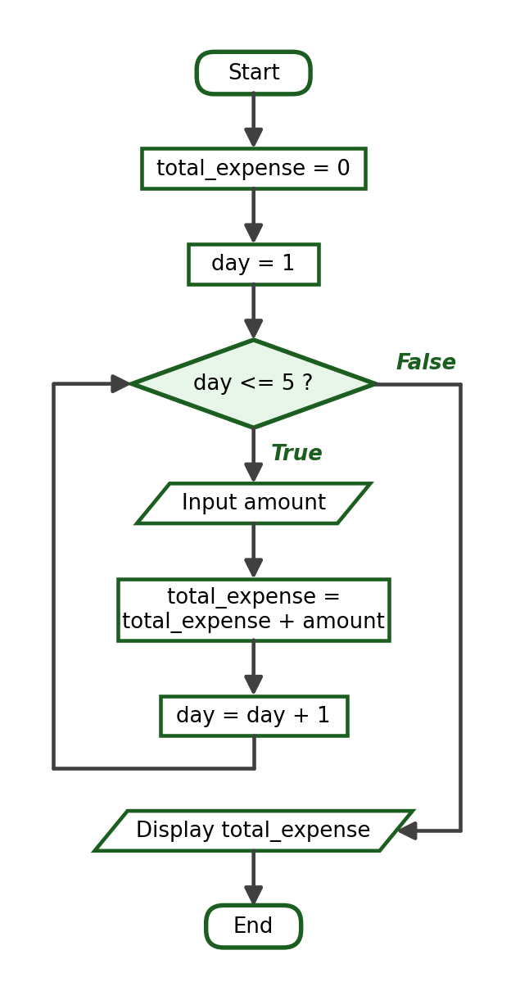 Start
total_expense = 0
day = 1
day <= 5 ?
False
True
Input amount
total_expense =
total_expense + amount
day = day + 1
Display total_expense
End